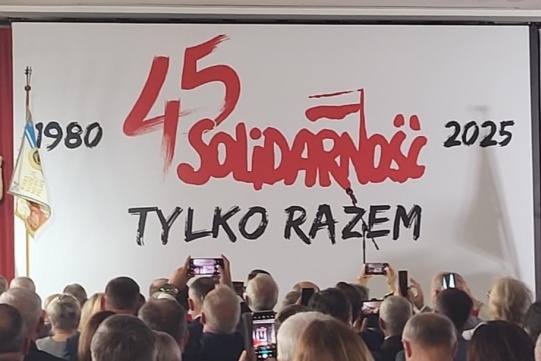 45
1980 SOLIDARNOŚĆ 2025
TYLKO RAZEM